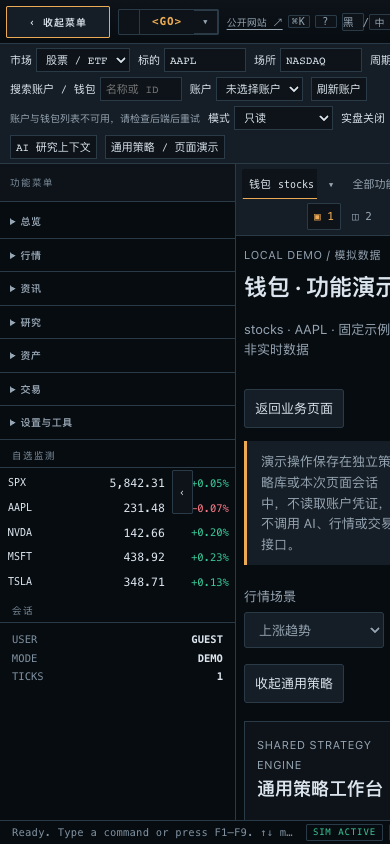 ‹ 收起菜单
<GO> ▾
公开网站 ↗ ⌘K ? 黑 / 中
市场 股票 / ETF 标的 AAPL 场所 NASDAQ 周期
搜索账户 / 钱包 名称或 ID 账户 未选择账户 刷新账户
账户与钱包列表不可用，请检查后端后重试 模式 只读 实盘关闭
AI 研究上下文 通用策略 / 页面演示
功能菜单
▶ 总览
▶ 行情
▶ 资讯
▶ 研究
▶ 资产
▶ 交易
▶ 设置与工具
自选监测
SPX 5,842.31 +0.05%
AAPL 231.48 -0.07%
NVDA 142.66 +0.20%
MSFT 438.92 +0.23%
TSLA 348.71 +0.13%
‹
会话
USER GUEST
MODE DEMO
TICKS 1
钱包 stocks ▾ 全部功能
▣ 1 ◫ 2
LOCAL DEMO / 模拟数据
钱包 · 功能演示
stocks · AAPL · 固定示例
非实时数据
返回业务页面
演示操作保存在独立策
略库或本次页面会话
中，不读取账户凭证，
不调用 AI、行情或交易
接口。
行情场景
上涨趋势
收起通用策略
SHARED STRATEGY
ENGINE
通用策略工作台
Ready. Type a command or press F1—F9. ↑↓ m… SIM ACTIVE